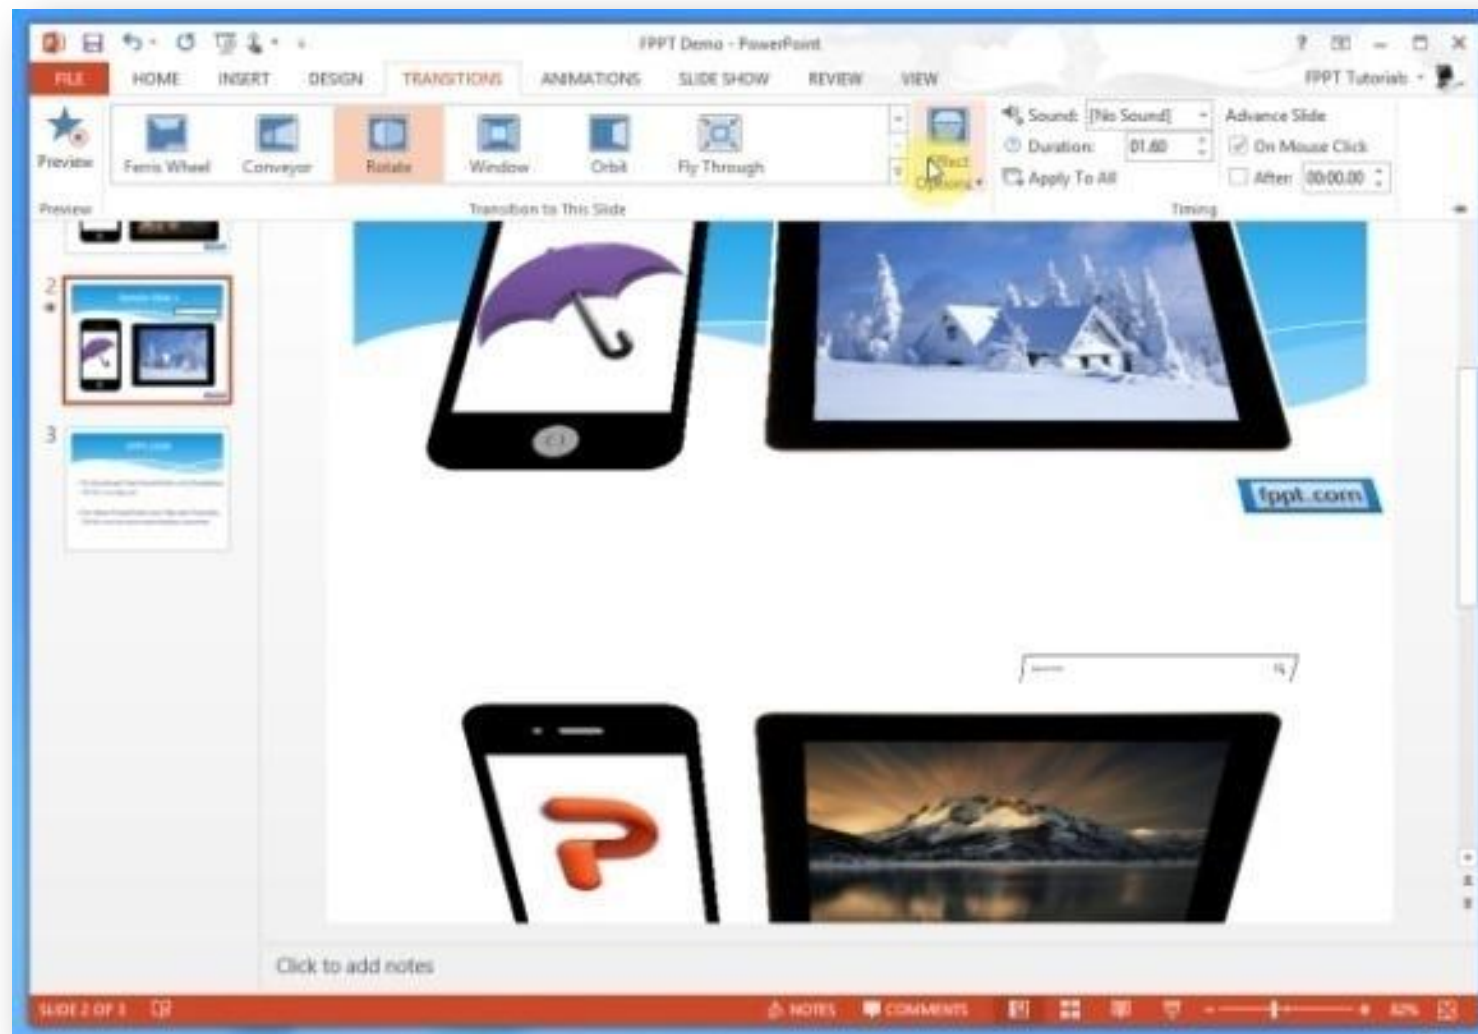 FPPT Demo - PowerPoint
FILE HOME INSERT DESIGN TRANSITIONS ANIMATIONS SLIDE SHOW REVIEW VIEW
FPPT Tutorials
Preview
Ferris Wheel Conveyor Rotate Window Orbit Fly Through
Effect Options
Sound: [No Sound]
Duration: 01.60
Apply To All
Advance Slide
On Mouse Click
After: 00:00.00
Preview Transition to This Slide Timing
2
3
fppt.com
Click to add notes
SLIDE 2 OF 3 NOTES COMMENTS 82%